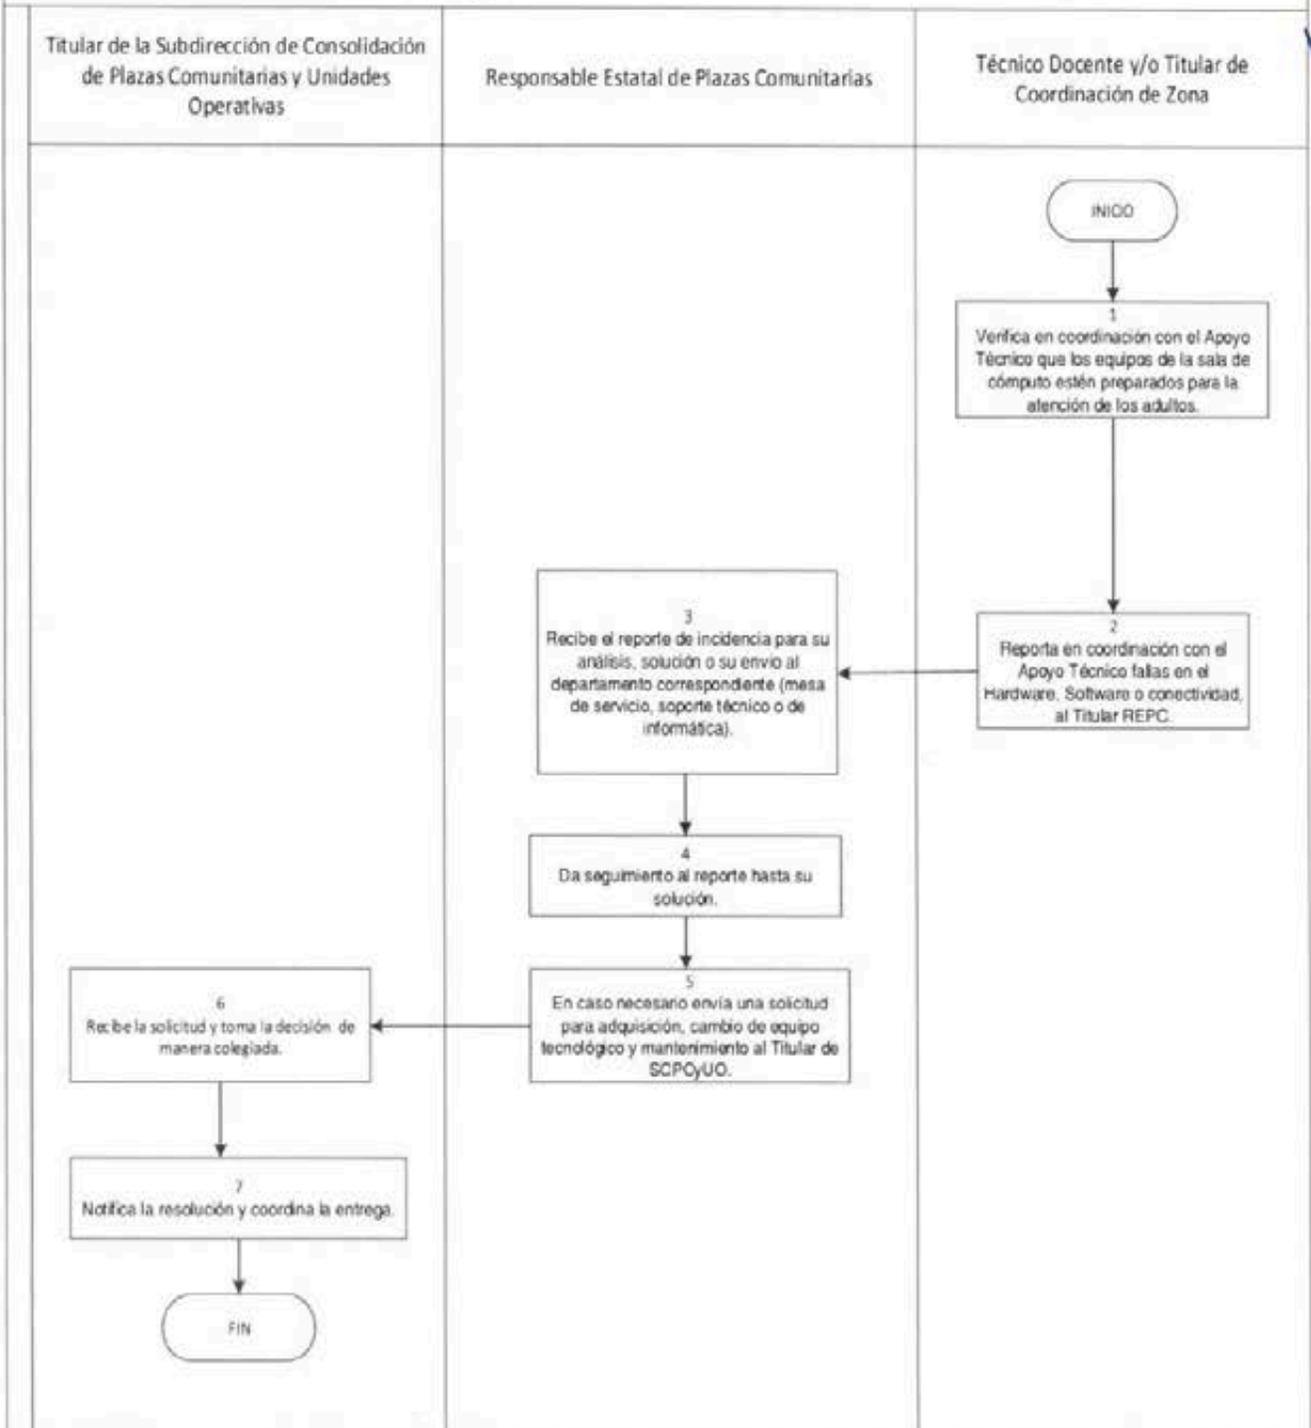 Titular de la Subdirección de Consolidación
de Plazas Comunitarias y Unidades
Operativas
Responsable Estatal de Plazas Comunitarias
Técnico Docente y/o Titular de
Coordinación de Zona
INICIO
1
Verifica en coordinación con el Apoyo
Técnico que los equipos de la sala de
cómputo estén preparados para la
atención de los adultos.
2
Reporta en coordinación con el
Apoyo Técnico fallas en el
Hardware, Software o conectividad,
al Titular REPC.
3
Recibe el reporte de incidencia para su
análisis, solución o su envío al
departamento correspondiente (mesa
de servicio, soporte técnico o de
informática).
4
Da seguimiento al reporte hasta su
solución.
5
En caso necesario envía una solicitud
para adquisición, cambio de equipo
tecnológico y mantenimiento al Titular de
SCPCyUO.
6
Recibe la solicitud y toma la decisión de
manera colegiada.
7
Notifica la resolución y coordina la entrega.
FIN